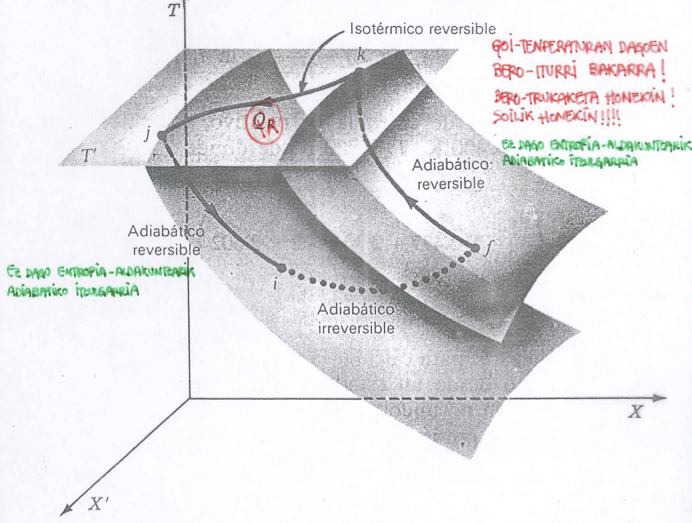 T
Isotérmico reversible
k
GOI-TENPERATURAN DAGOEN
BERO-ITURRI BAKARRA!
BERO-TRUKAKETA HONEKIN!
SOILIK HONEKIN!!!!
QR
j
T'
EZ DAGO ENTROPIA-ALDAKUNTZARIK
ADIABATIKO ITZULGARRIA
Adiabático
reversible
Adiabático
reversible
f
EZ DAGO ENTROPIA-ALDAKUNTZARIK
ADIABATIKO ITZULGARRIA
i
Adiabático
irreversible
X
X'